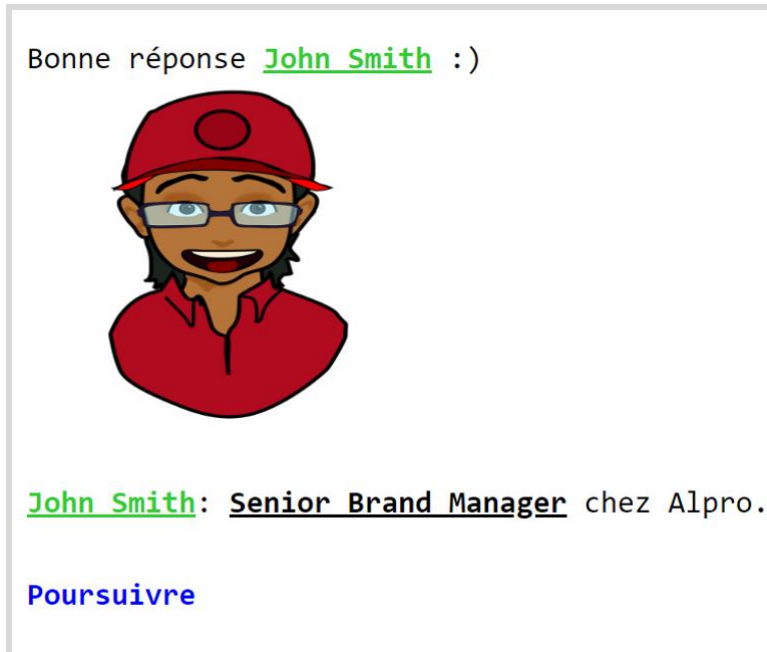 Bonne réponse John Smith :)
John Smith: Senior Brand Manager chez Alpro.
Poursuivre